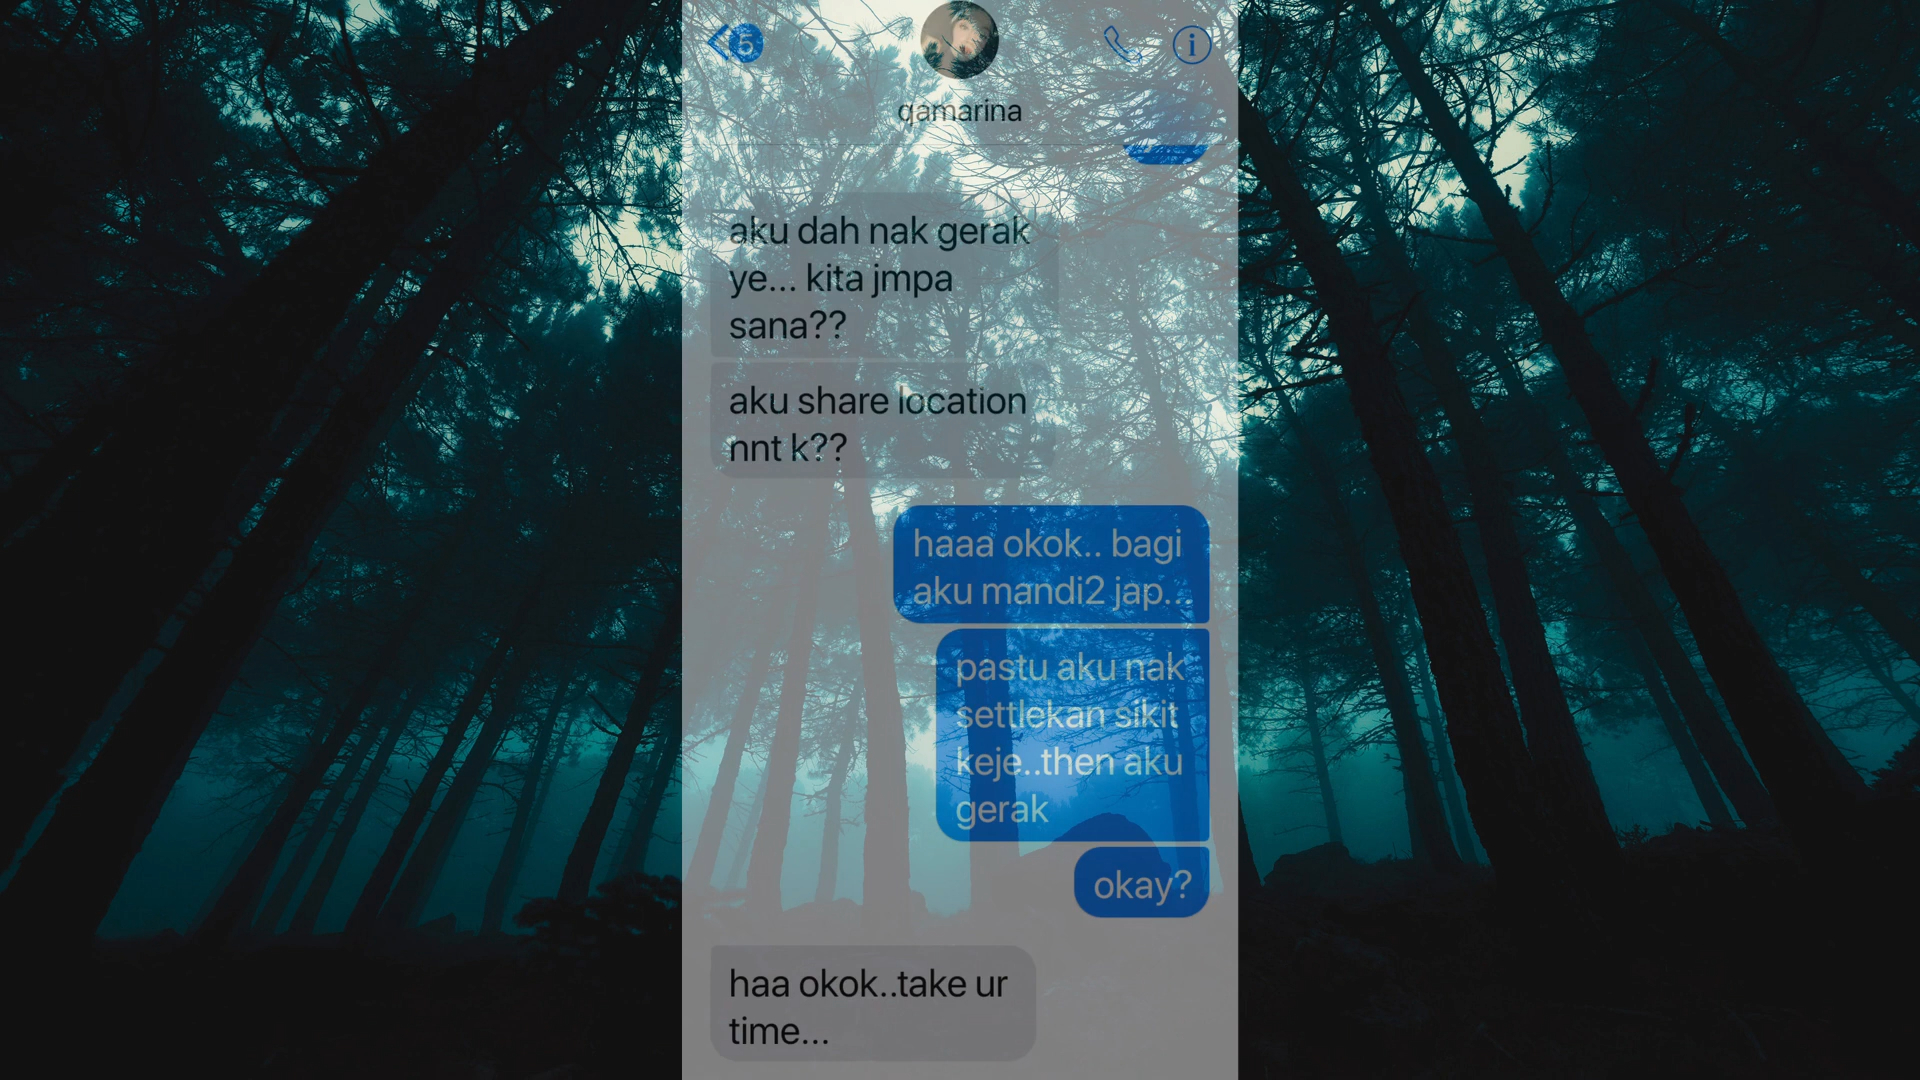 5
qamarina
aku dah nak gerak
ye... kita jmpa
sana??
aku share location
nnt k??
haaa okok.. bagi
aku mandi2 jap...
pastu aku nak
settlekan sikit
keje..then aku
gerak
okay?
haa okok..take ur
time...